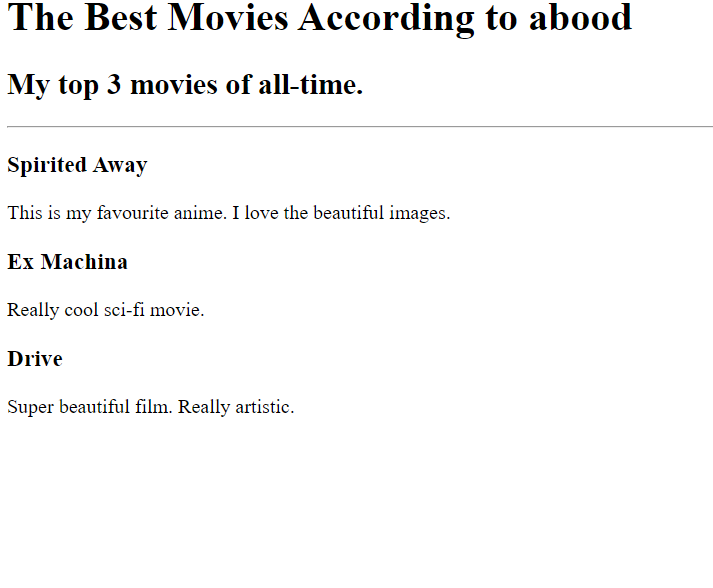 The Best Movies According to abood
My top 3 movies of all-time.
Spirited Away
This is my favourite anime. I love the beautiful images.
Ex Machina
Really cool sci-fi movie.
Drive
Super beautiful film. Really artistic.